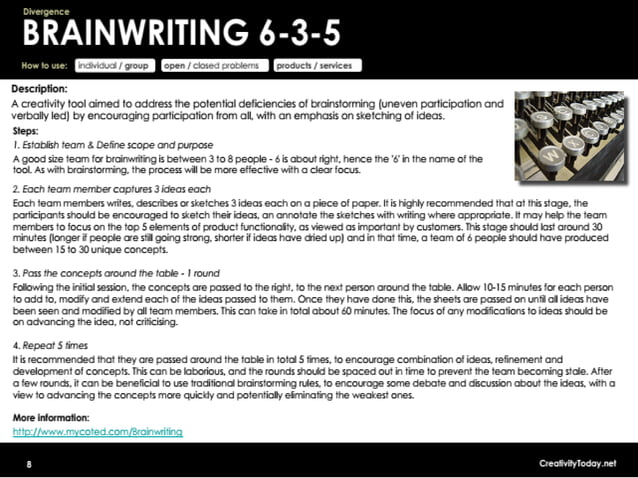 Divergence
BRAINWRITING 6-3-5
How to use: individual / group open / closed problems products / services
Description:
A creativity tool aimed to address the potential deficiencies of brainstorming (uneven participation and
verbally led) by encouraging participation from all, with an emphasis on sketching of ideas.
Steps:
1. Establish team & Define scope and purpose
A good size team for brainwriting is between 3 to 8 people - 6 is about right, hence the '6' in the name of the
tool. As with brainstorming, the process will be more effective with a clear focus.
2. Each team member captures 3 ideas each
Each team members writes, describes or sketches 3 ideas each on a piece of paper. It is highly recommended that at this stage, the
participants should be encouraged to sketch their ideas, an annotate the sketches with writing where appropriate. It may help the team
members to focus on the top 5 elements of product functionality, as viewed as important by customers. This stage should last around 30
minutes (longer if people are still going strong, shorter if ideas have dried up) and in that time, a team of 6 people should have produced
between 15 to 30 unique concepts.
3. Pass the concepts around the table - 1 round
Following the initial session, the concepts are passed to the right, to the next person around the table. Allow 10-15 minutes for each person
to add to, modify and extend each of the ideas passed to them. Once they have done this, the sheets are passed on until all ideas have
been seen and modified by all team members. This can take in total about 60 minutes. The focus of any modifications to ideas should be
on advancing the idea, not criticising.
4. Repeat 5 times
It is recommended that they are passed around the table in total 5 times, to encourage combination of ideas, refinement and
development of concepts. This can be laborious, and the rounds should be spaced out in time to prevent the team becoming stale. After
a few rounds, it can be beneficial to use traditional brainstorming rules, to encourage some debate and discussion about the ideas, with a
view to advancing the concepts more quickly and potentially eliminating the weakest ones.
More information:
http://www.mycoted.com/Brainwriting
8
CreativityToday.net